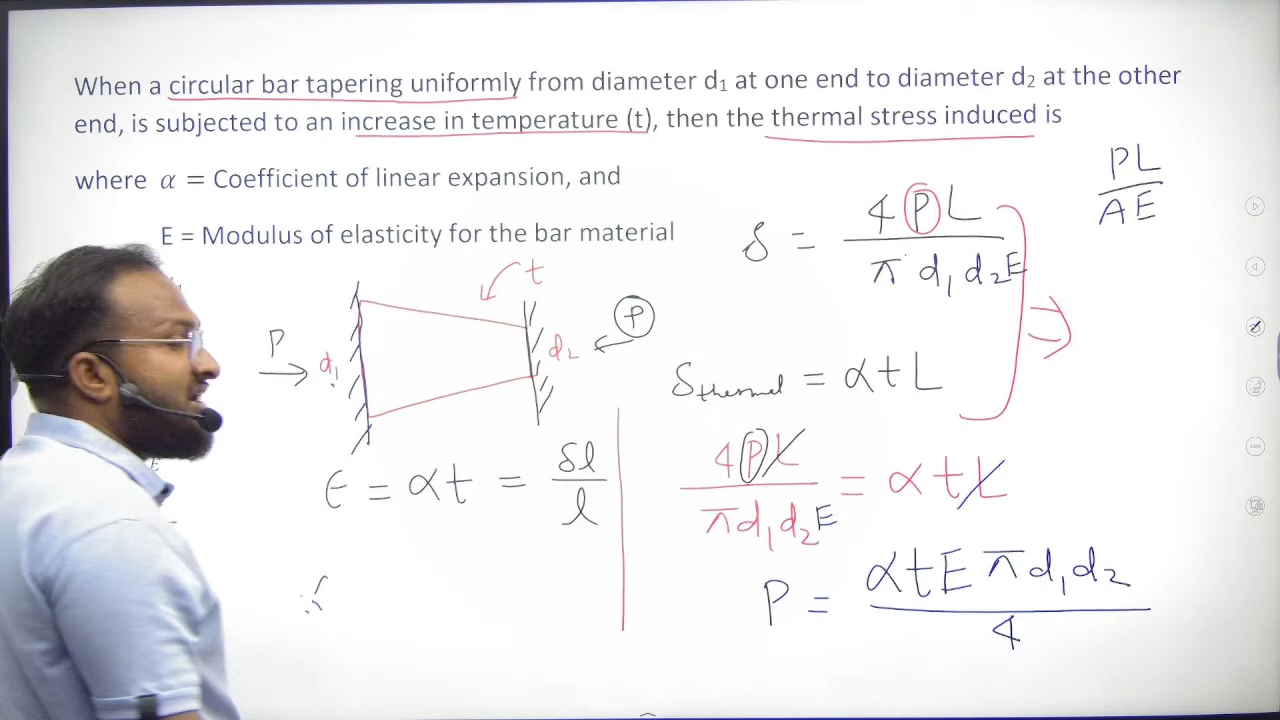 When a circular bar tapering uniformly from diameter d₁ at one end to diameter d₂ at the other
end, is subjected to an increase in temperature (t), then the thermal stress induced is
where α = Coefficient of linear expansion, and
E = Modulus of elasticity for the bar material
PL / AE
δ = 4PL / πd₁d₂E
t
P
d₁
d₂
P
δthermal = αtL
ϵ = αt = δl / l
4PL / πd₁d₂E = αtL
P = αtEπd₁d₂ / 4